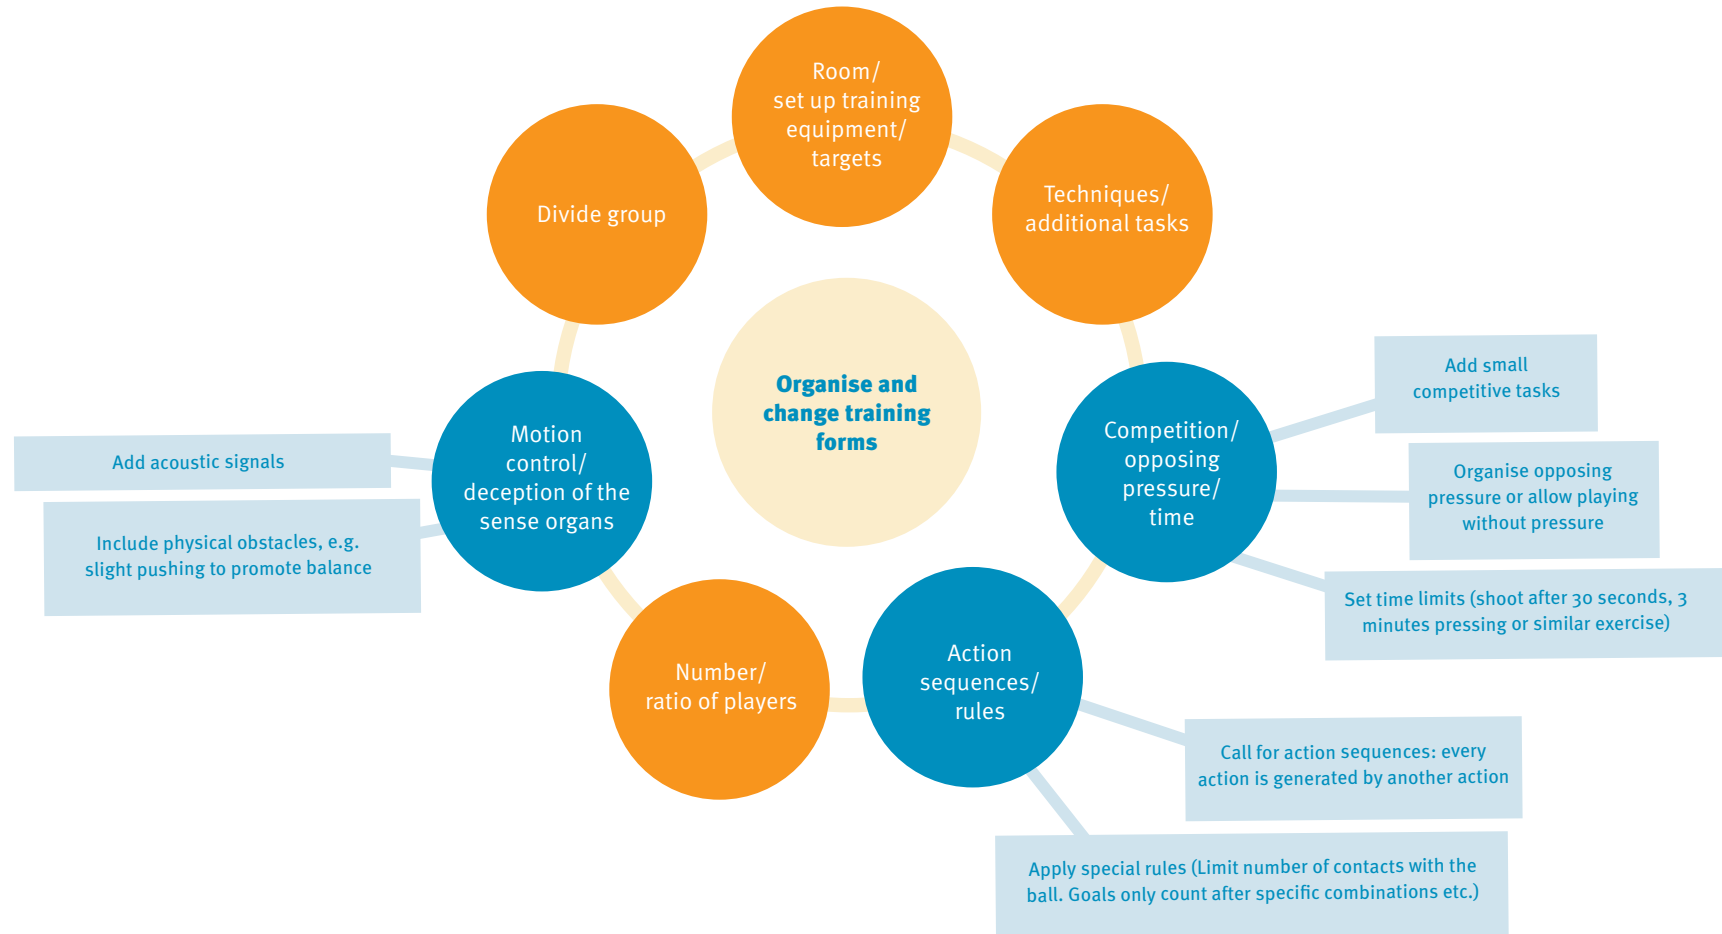 Room/
set up training
equipment/
targets
Divide group
Techniques/
additional tasks
Organise and
change training
forms
Add small
competitive tasks
Competition/
opposing
pressure/
time
Motion
control/
deception of the
sense organs
Add acoustic signals
Organise opposing
pressure or allow playing
without pressure
Include physical obstacles, e.g.
slight pushing to promote balance
Set time limits (shoot after 30 seconds, 3
minutes pressing or similar exercise)
Action
sequences/
rules
Number/
ratio of players
Call for action sequences: every
action is generated by another action
Apply special rules (Limit number of contacts with the
ball. Goals only count after specific combinations etc.)